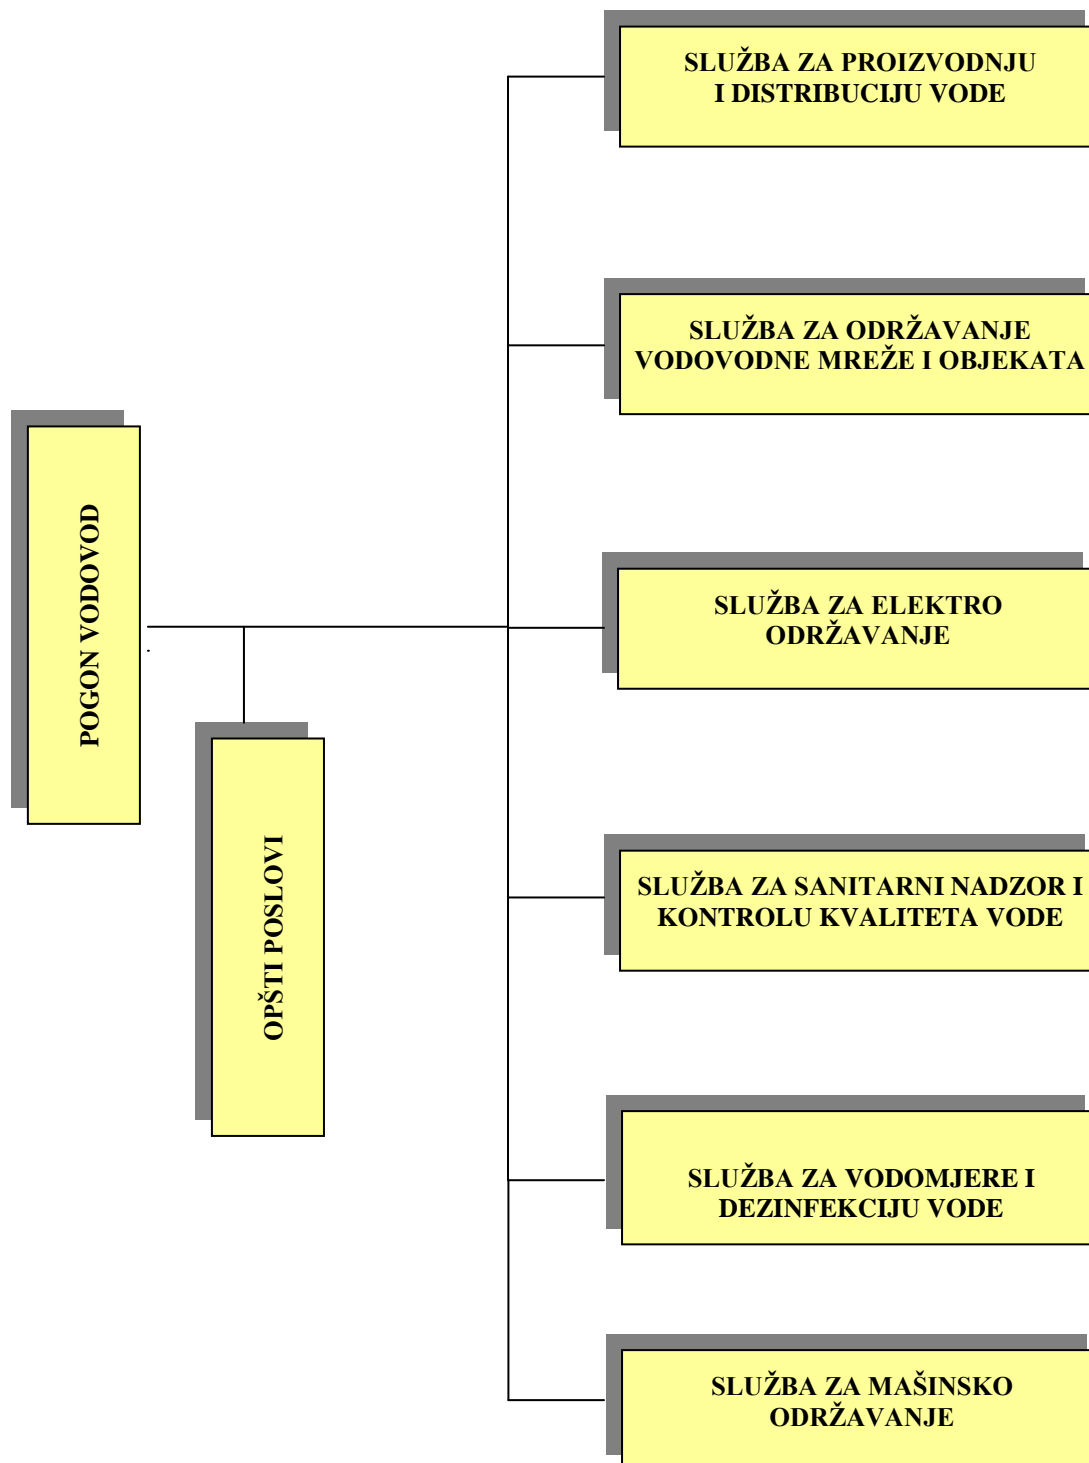 SLUŽBA ZA PROIZVODNJU
I DISTRIBUCIJU VODE
SLUŽBA ZA ODRŽAVANJE
VODOVODNE MREŽE I OBJEKATA
POGON VODOVOD
SLUŽBA ZA ELEKTRO
ODRŽAVANJE
OPŠTI POSLOVI
SLUŽBA ZA SANITARNI NADZOR I
KONTROLU KVALITETA VODE
SLUŽBA ZA VODOMJERE I
DEZINFEKCIJU VODE
SLUŽBA ZA MAŠINSKO
ODRŽAVANJE